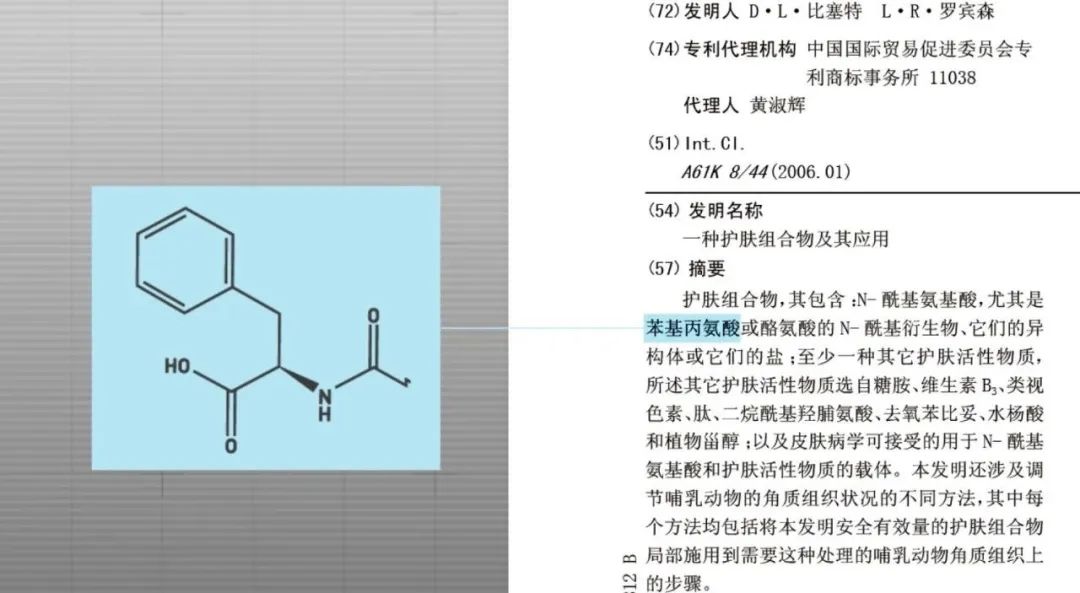 HO
O
N
H
O
(72)发明人 D·L·比塞特 L·R·罗宾森
(74)专利代理机构 中国国际贸易促进委员会专
利商标事务所 11038
代理人 黄淑辉
(51)Int.Cl.
A61K 8/44(2006.01)
(54)发明名称
一种护肤组合物及其应用
(57)摘要
护肤组合物,其包含:N-酰基氨基酸,尤其是
苯基丙氨酸或酪氨酸的N-酰基衍生物、它们的异
构体或它们的盐;至少一种其它护肤活性物质,
所述其它护肤活性物质选自糖胺、维生素B3、类视
色素、肽、二烷酰基羟脯氨酸、去氧苯比妥、水杨酸
和植物甾醇;以及皮肤病学可接受的用于N-酰基
氨基酸和护肤活性物质的载体。本发明还涉及调
节哺乳动物的角质组织状况的不同方法,其中每
个方法均包括将本发明安全有效量的护肤组合物
局部施用到需要这种处理的哺乳动物角质组织上
的步骤。